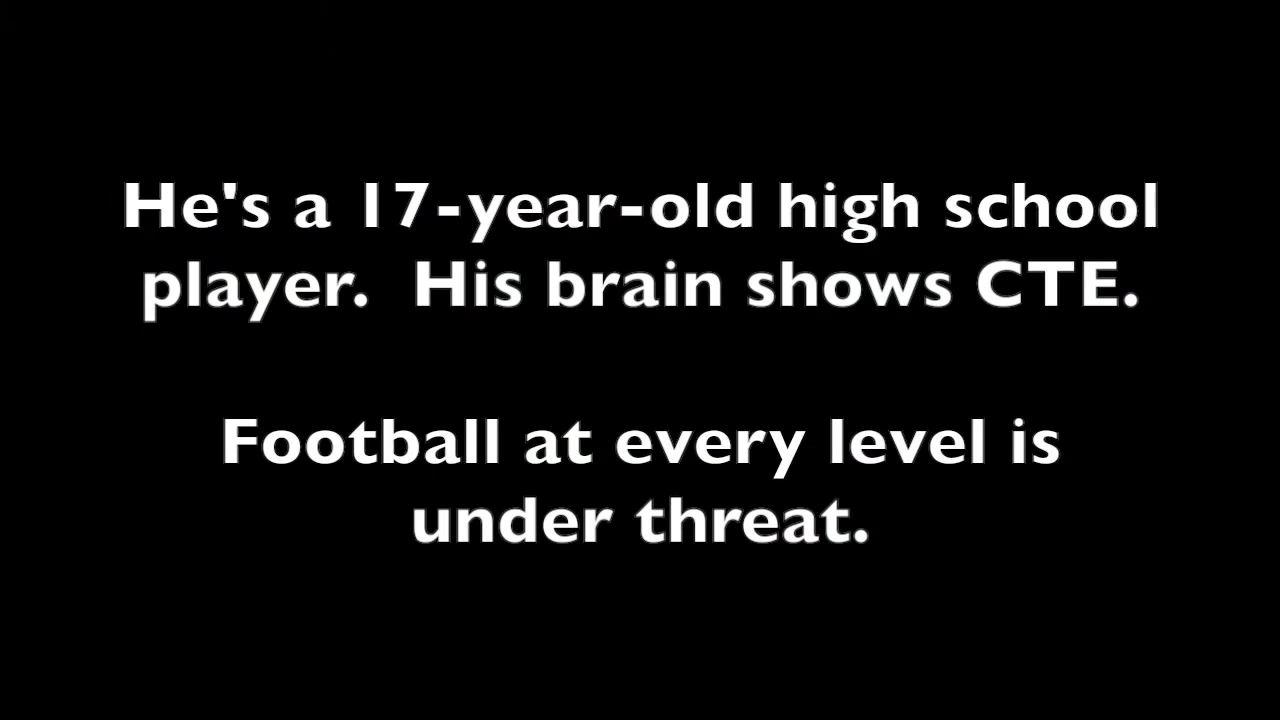 He's a 17-year-old high school
player.  His brain shows CTE.
Football at every level is
under threat.